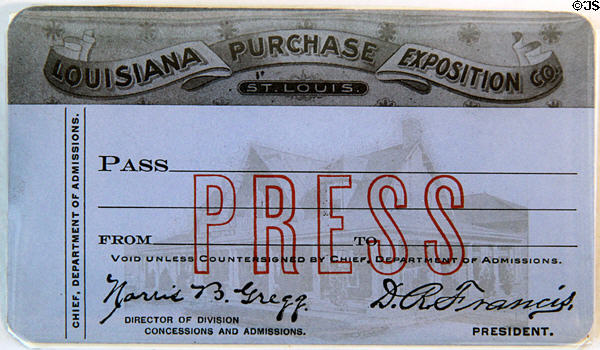 © JS
LOUISIANA PURCHASE EXPOSITION CO.
ST. LOUIS.
CHIEF, DEPARTMENT OF ADMISSIONS.
PASS
PRESS
FROM TO
VOID UNLESS COUNTERSIGNED BY CHIEF, DEPARTMENT OF ADMISSIONS.
Norris B. Gregg. D. R. Francis.
DIRECTOR OF DIVISION
CONCESSIONS AND ADMISSIONS. PRESIDENT.